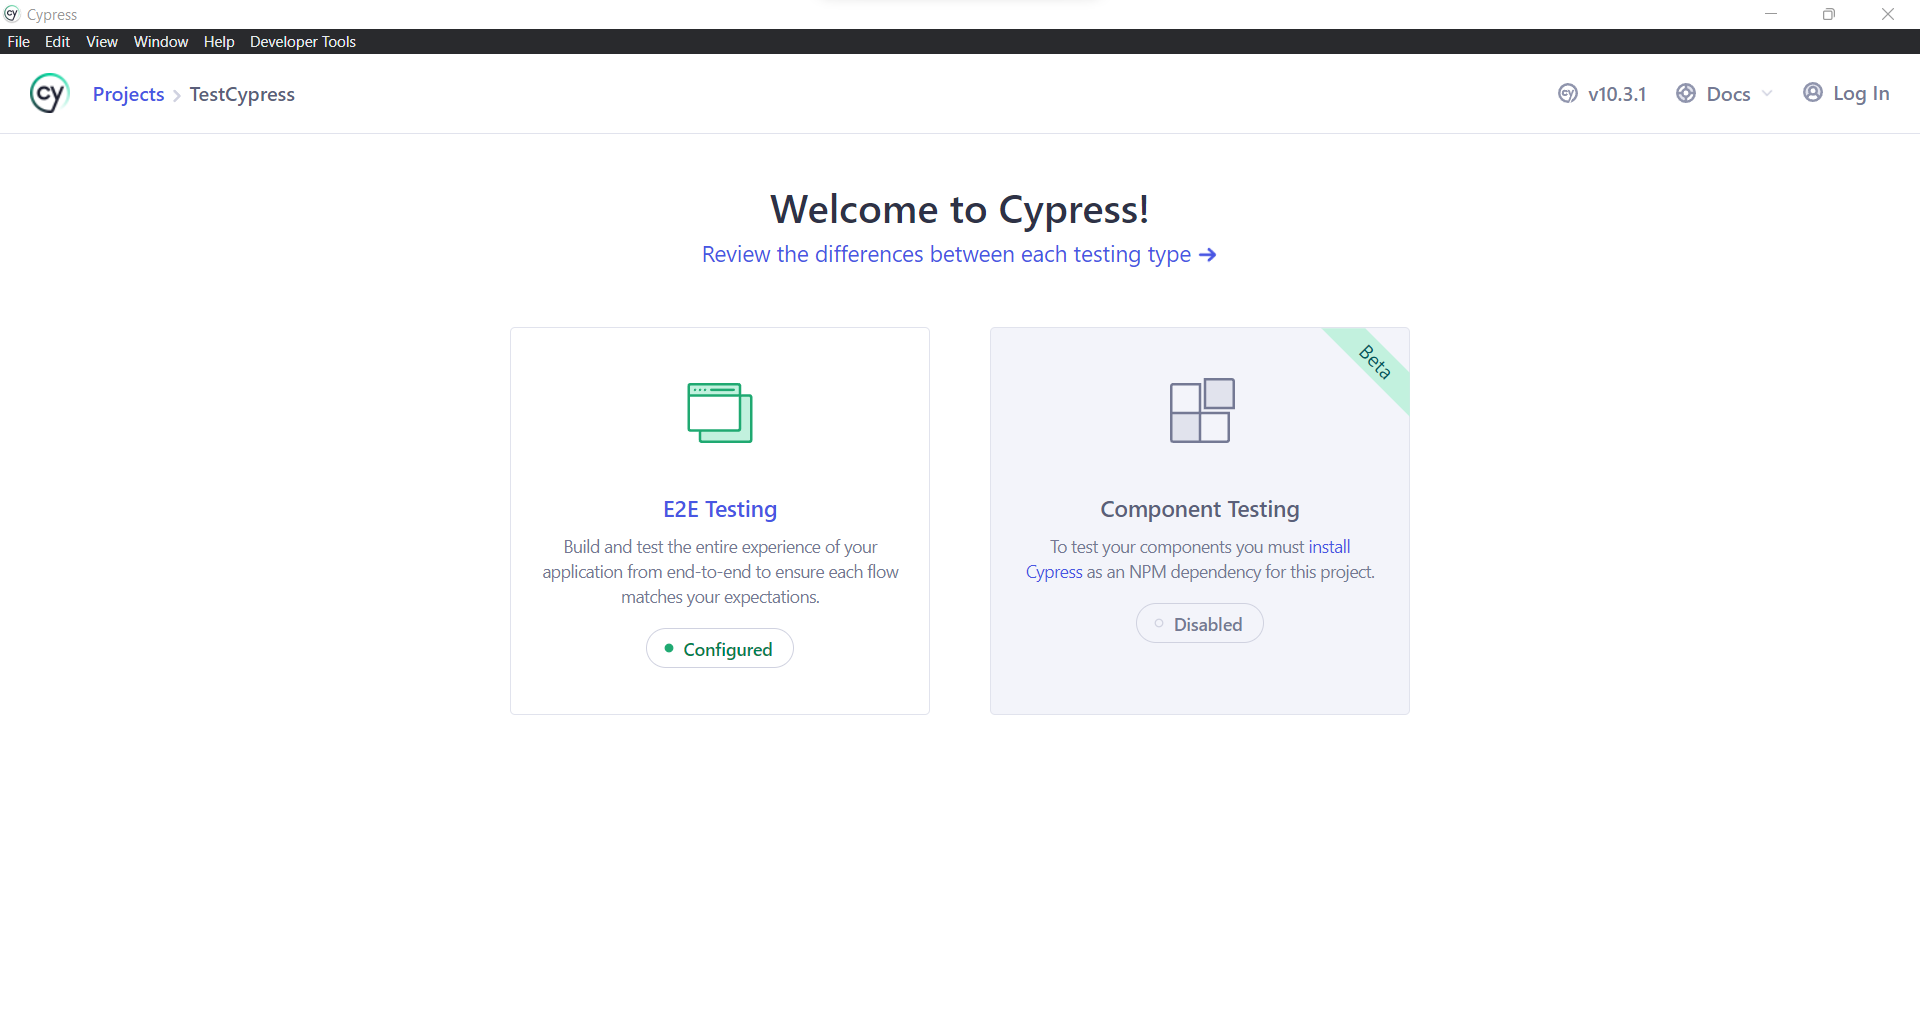 Cypress
File Edit View Window Help Developer Tools
cy Projects TestCypress
v10.3.1 Docs Log In
Welcome to Cypress!
Review the differences between each testing type →
E2E Testing
Build and test the entire experience of your
application from end-to-end to ensure each flow
matches your expectations.
Configured
Beta
Component Testing
To test your components you must install
Cypress as an NPM dependency for this project.
Disabled